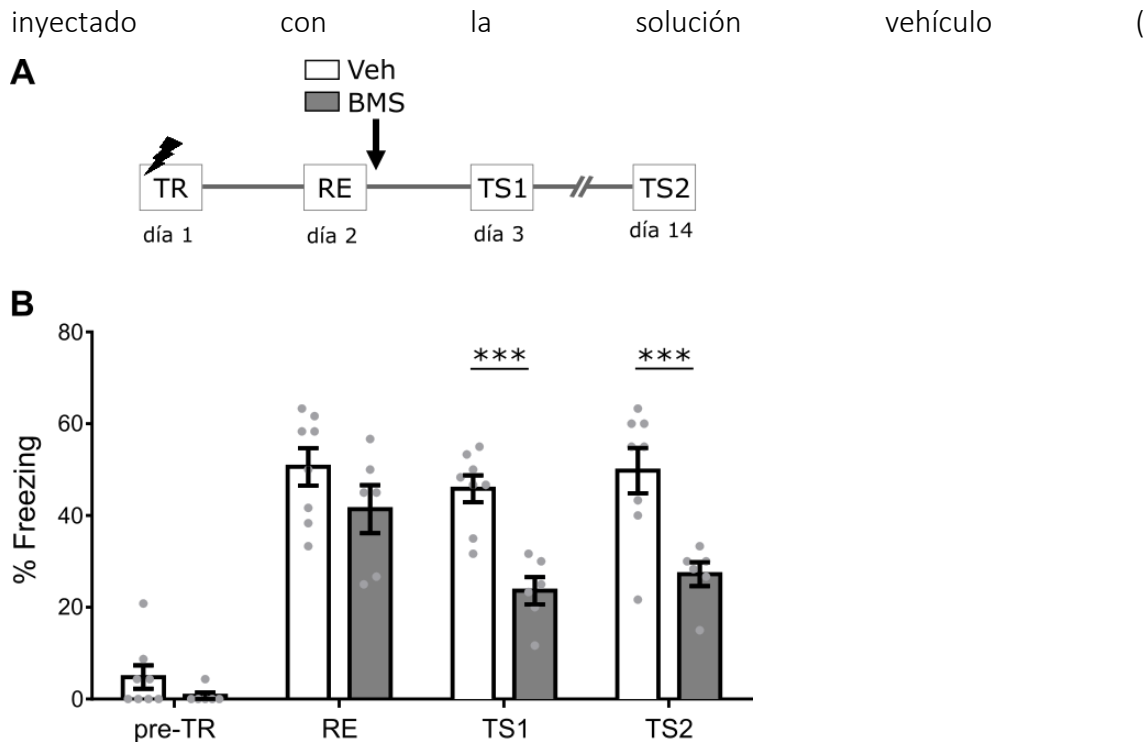 inyectado con la solución vehículo (
A
Veh
BMS
TR RE TS1 TS2
día 1 día 2 día 3 día 14
B
80
*** ***
60
40
20
0
% Freezing
pre-TR RE TS1 TS2